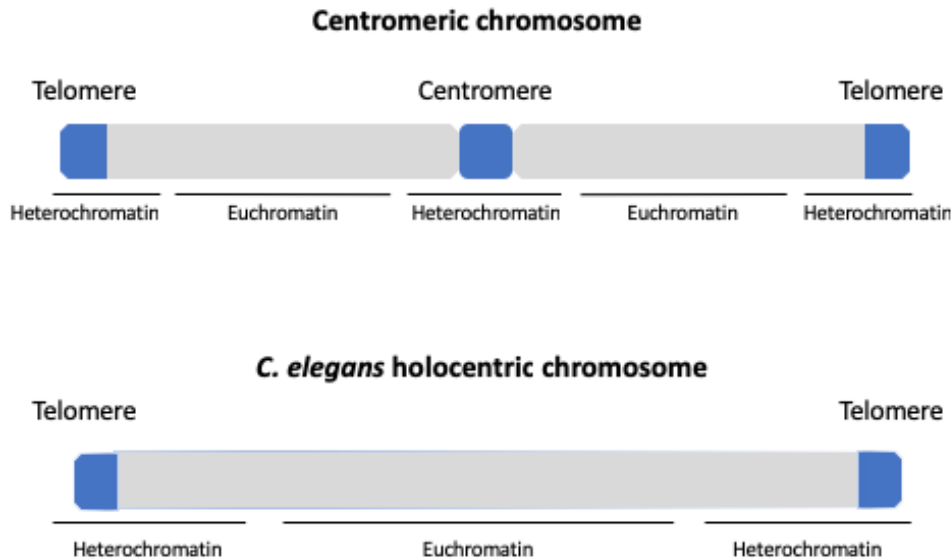 Centromeric chromosome
Telomere Centromere Telomere
Heterochromatin Euchromatin Heterochromatin Euchromatin Heterochromatin
C. elegans holocentric chromosome
Telomere Telomere
Heterochromatin Euchromatin Heterochromatin